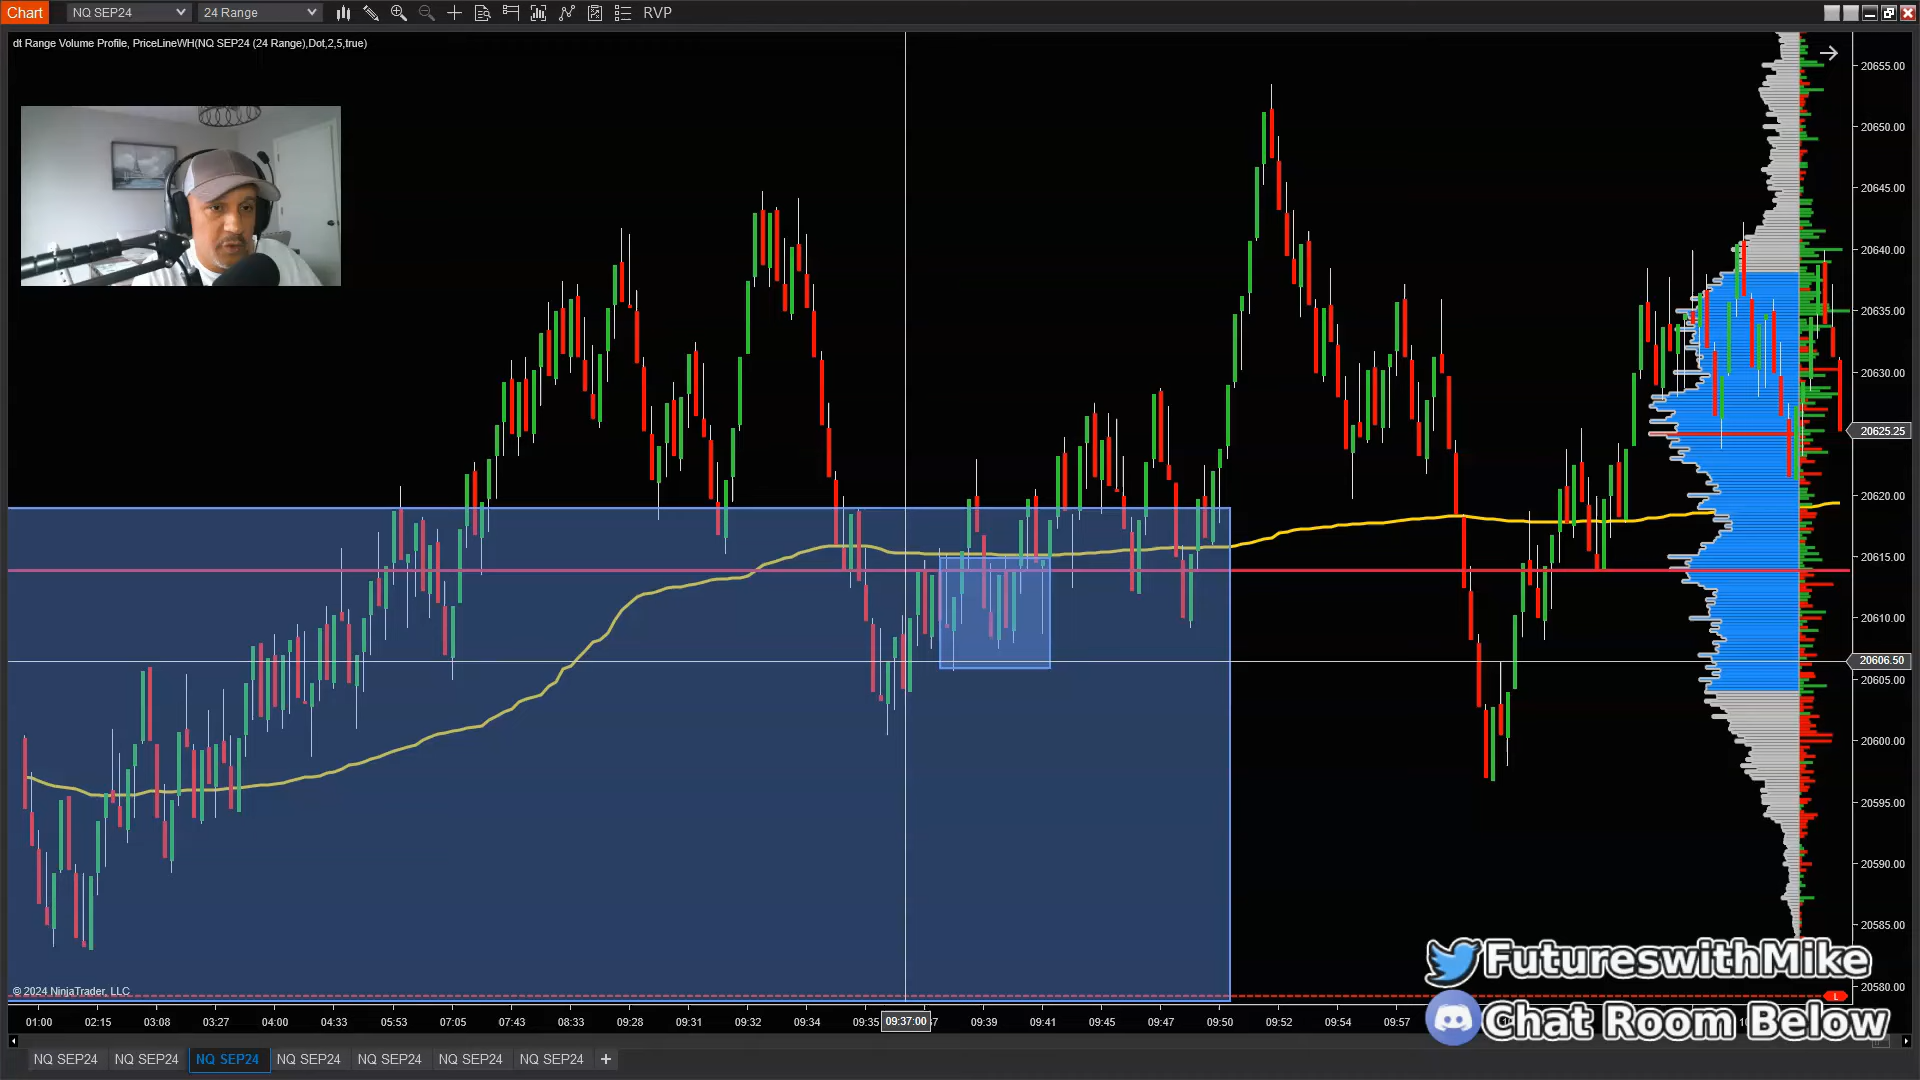 Chart NQ SEP24 24 Range RVP
dt Range Volume Profile, PriceLineWH(NQ SEP24 (24 Range),Dot,2,5,true)
20655.00
20650.00
20645.00
20640.00
20635.00
20630.00
20625.25
20620.00
20615.00
20610.00
20606.50
20605.00
20600.00
20595.00
20590.00
20585.00
20580.00
FutureswithMike
© 2024 NinjaTrader, LLC
L
01:00 02:15 03:08 03:27 04:00 04:33 05:53 07:05 07:43 08:33 09:28 09:31 09:32 09:34 09:35 09:37:00 09:39 09:41 09:45 09:47 09:50 09:52 09:54 09:57
Chat Room Below
NQ SEP24 NQ SEP24 NQ SEP24 NQ SEP24 NQ SEP24 NQ SEP24 NQ SEP24 +